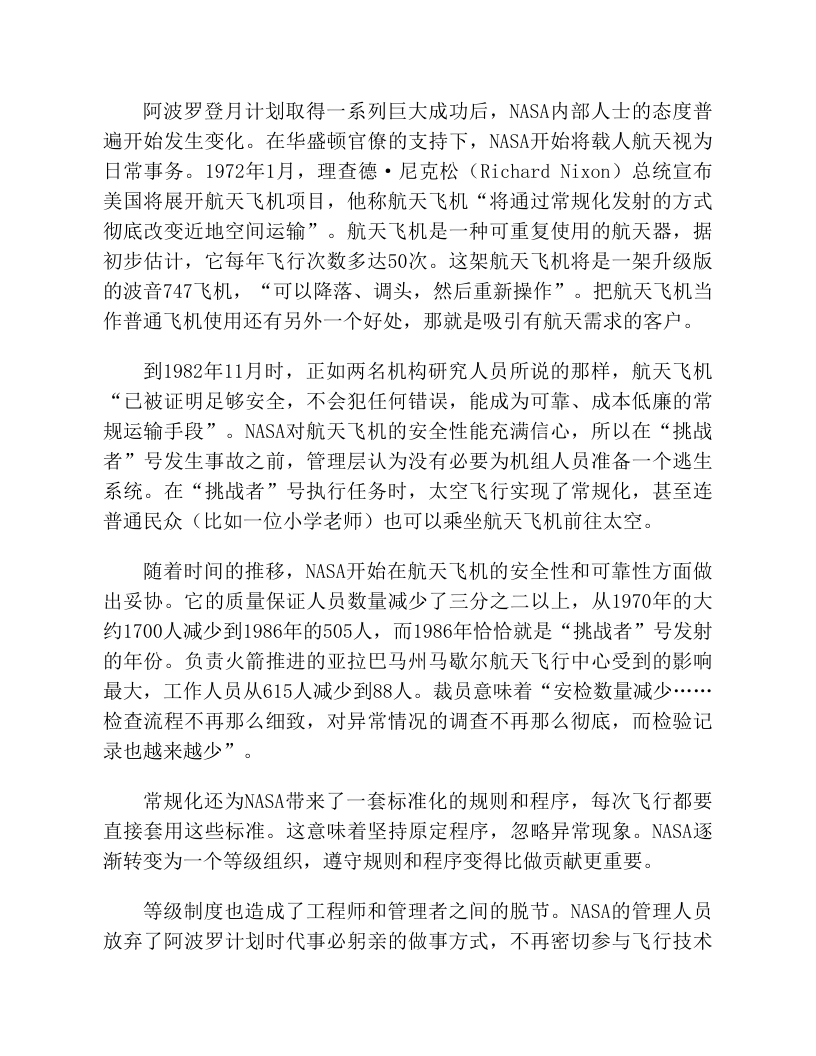 阿波罗登月计划取得一系列巨大成功后，NASA内部人士的态度普
遍开始发生变化。在华盛顿官僚的支持下，NASA开始将载人航天视为
日常事务。1972年1月，理查德·尼克松（Richard Nixon）总统宣布
美国将展开航天飞机项目，他称航天飞机“将通过常规化发射的方式
彻底改变近地空间运输”。航天飞机是一种可重复使用的航天器，据
初步估计，它每年飞行次数多达50次。这架航天飞机将是一架升级版
的波音747飞机，“可以降落、调头，然后重新操作”。把航天飞机当
作普通飞机使用还有另外一个好处，那就是吸引有航天需求的客户。
到1982年11月时，正如两名机构研究人员所说的那样，航天飞机
“已被证明足够安全，不会犯任何错误，能成为可靠、成本低廉的常
规运输手段”。NASA对航天飞机的安全性能充满信心，所以在“挑战
者”号发生事故之前，管理层认为没有必要为机组人员准备一个逃生
系统。在“挑战者”号执行任务时，太空飞行实现了常规化，甚至连
普通民众（比如一位小学老师）也可以乘坐航天飞机前往太空。
随着时间的推移，NASA开始在航天飞机的安全性和可靠性方面做
出妥协。它的质量保证人员数量减少了三分之二以上，从1970年的大
约1700人减少到1986年的505人，而1986年恰恰就是“挑战者”号发射
的年份。负责火箭推进的亚拉巴马州马歇尔航天飞行中心受到的影响
最大，工作人员从615人减少到88人。裁员意味着“安检数量减少……
检查流程不再那么细致，对异常情况的调查不再那么彻底，而检验记
录也越来越少”。
常规化还为NASA带来了一套标准化的规则和程序，每次飞行都要
直接套用这些标准。这意味着坚持原定程序，忽略异常现象。NASA逐
渐转变为一个等级组织，遵守规则和程序变得比做贡献更重要。
等级制度也造成了工程师和管理者之间的脱节。NASA的管理人员
放弃了阿波罗计划时代事必躬亲的做事方式，不再密切参与飞行技术